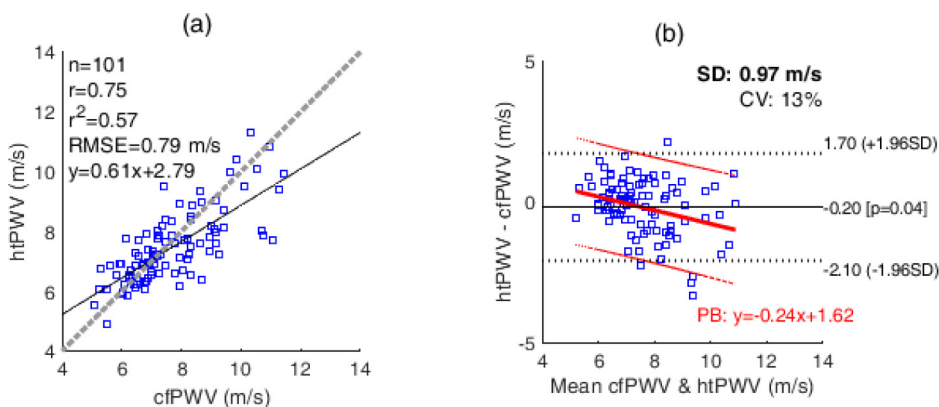 (a)
14
12
10
8
6
4
htPWV (m/s)
n=101
r=0.75
r²=0.57
RMSE=0.79 m/s
y=0.61x+2.79
4 6 8 10 12 14
cfPWV (m/s)
(b)
5
0
-5
htPWV - cfPWV (m/s)
SD: 0.97 m/s
CV: 13%
1.70 (+1.96SD)
-0.20 [p=0.04]
-2.10 (-1.96SD)
PB: y=-0.24x+1.62
4 6 8 10 12 14
Mean cfPWV & htPWV (m/s)